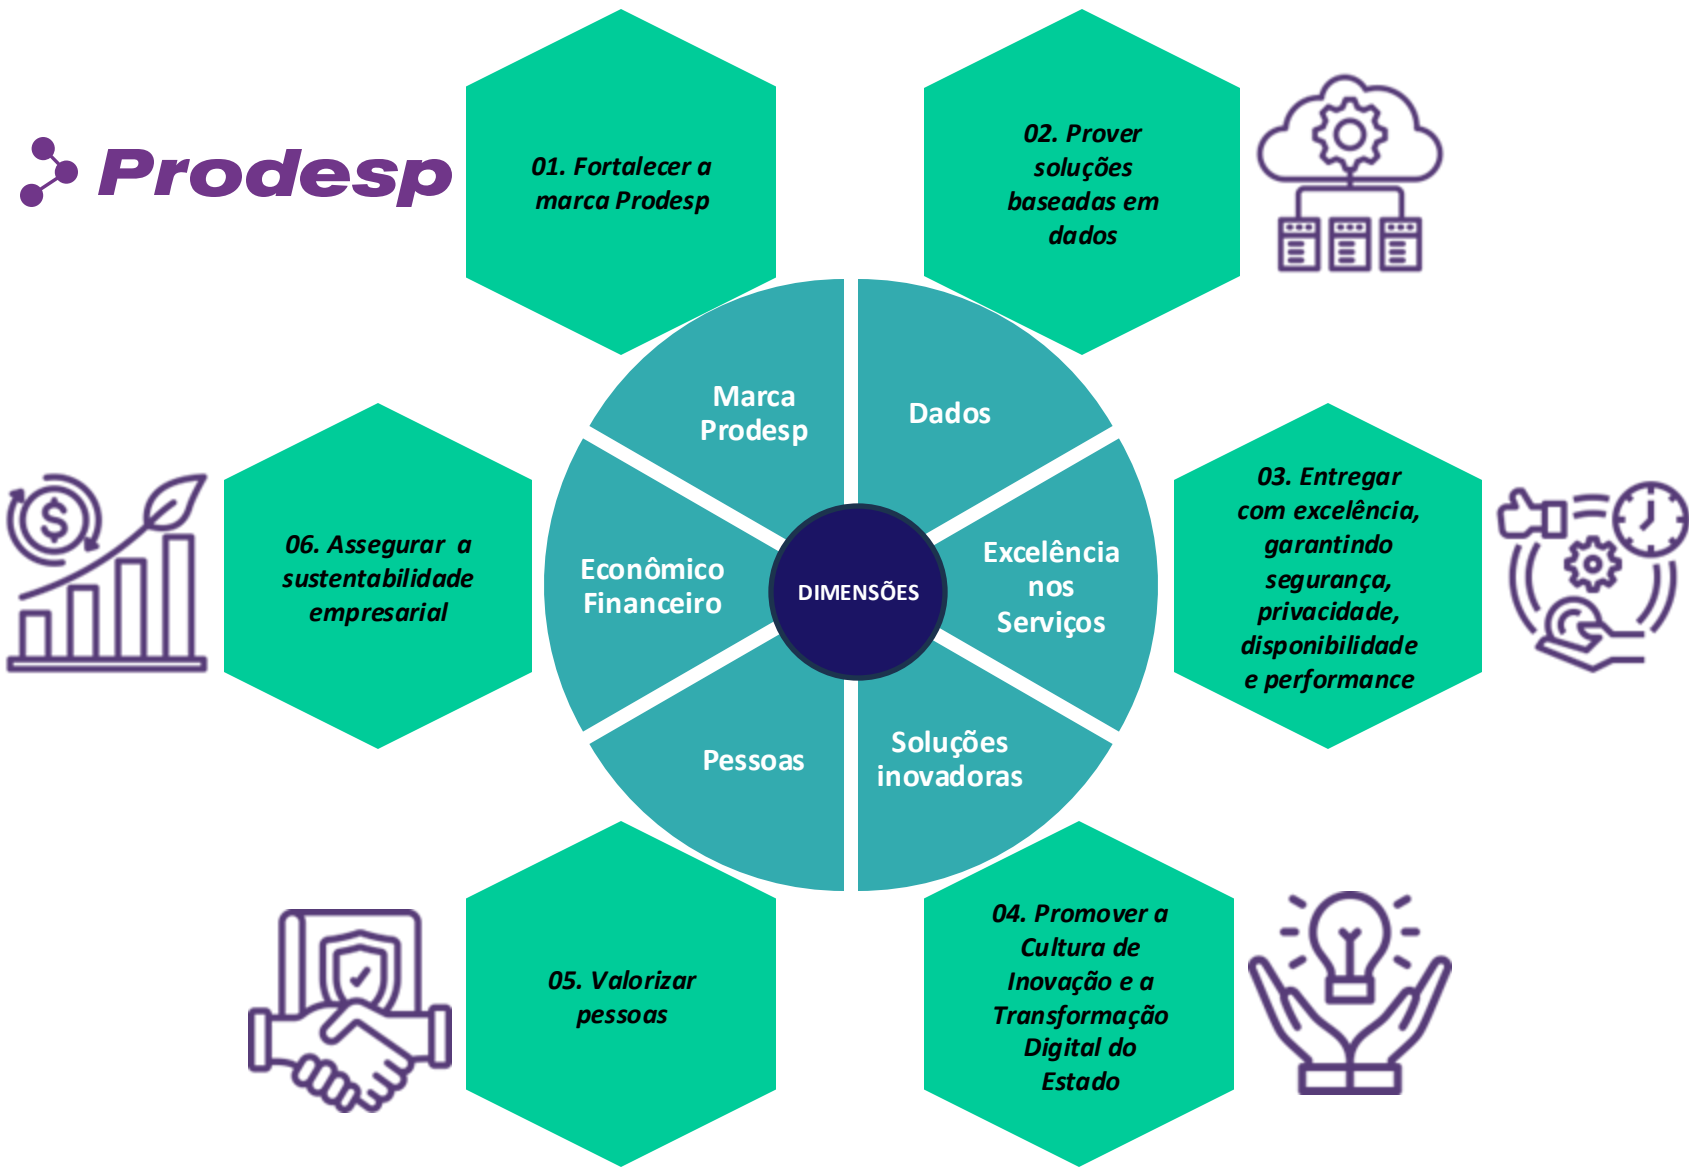 Prodesp
01. Fortalecer a
marca Prodesp
02. Prover
soluções
baseadas em
dados
Marca
Prodesp
Dados
03. Entregar
com excelência,
garantindo
segurança,
privacidade,
disponibilidade
e performance
06. Assegurar a
sustentabilidade
empresarial
Econômico
Financeiro
DIMENSÕES
Excelência
nos
Serviços
Pessoas
Soluções
inovadoras
05. Valorizar
pessoas
04. Promover a
Cultura de
Inovação e a
Transformação
Digital do
Estado
$